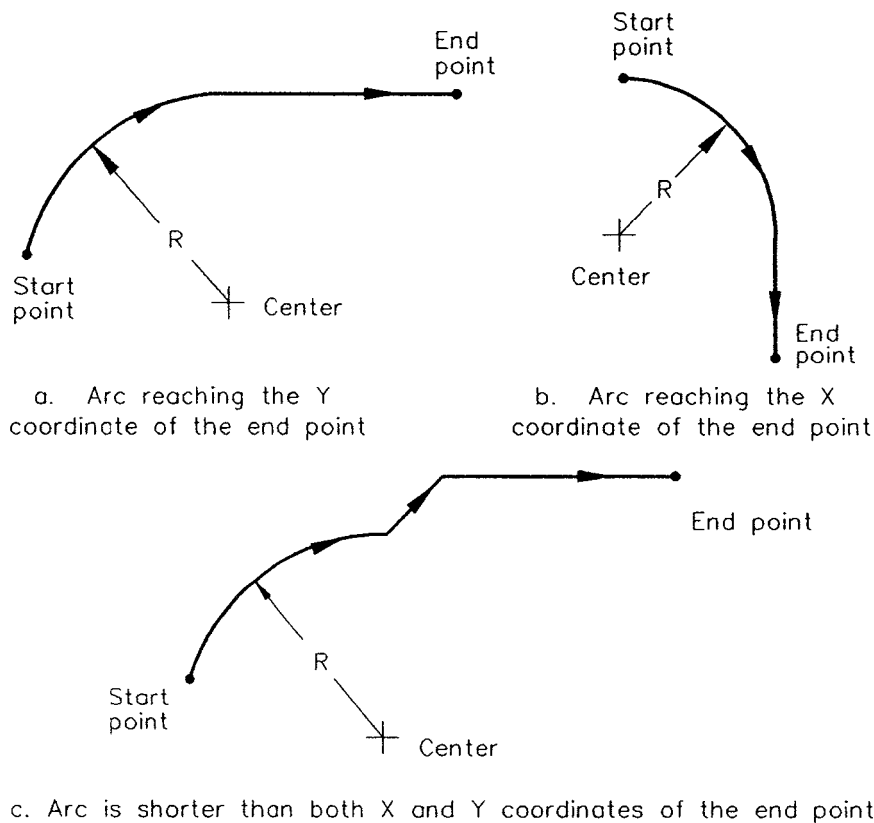 End
point
R
Start
point
Center
a. Arc reaching the Y
coordinate of the end point
Start
point
R
Center
End
point
b. Arc reaching the X
coordinate of the end point
End point
R
Start
point
Center
c. Arc is shorter than both X and Y coordinates of the end point